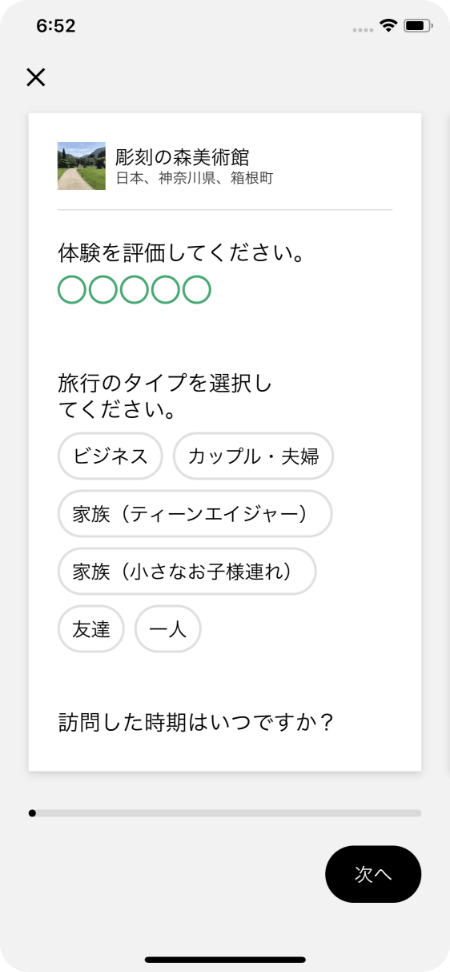 6:52
彫刻の森美術館
日本、神奈川県、箱根町
体験を評価してください。
旅行のタイプを選択し
てください。
ビジネス
カップル・夫婦
家族（ティーンエイジャー）
家族（小さなお子様連れ）
友達
一人
訪問した時期はいつですか？
次へ